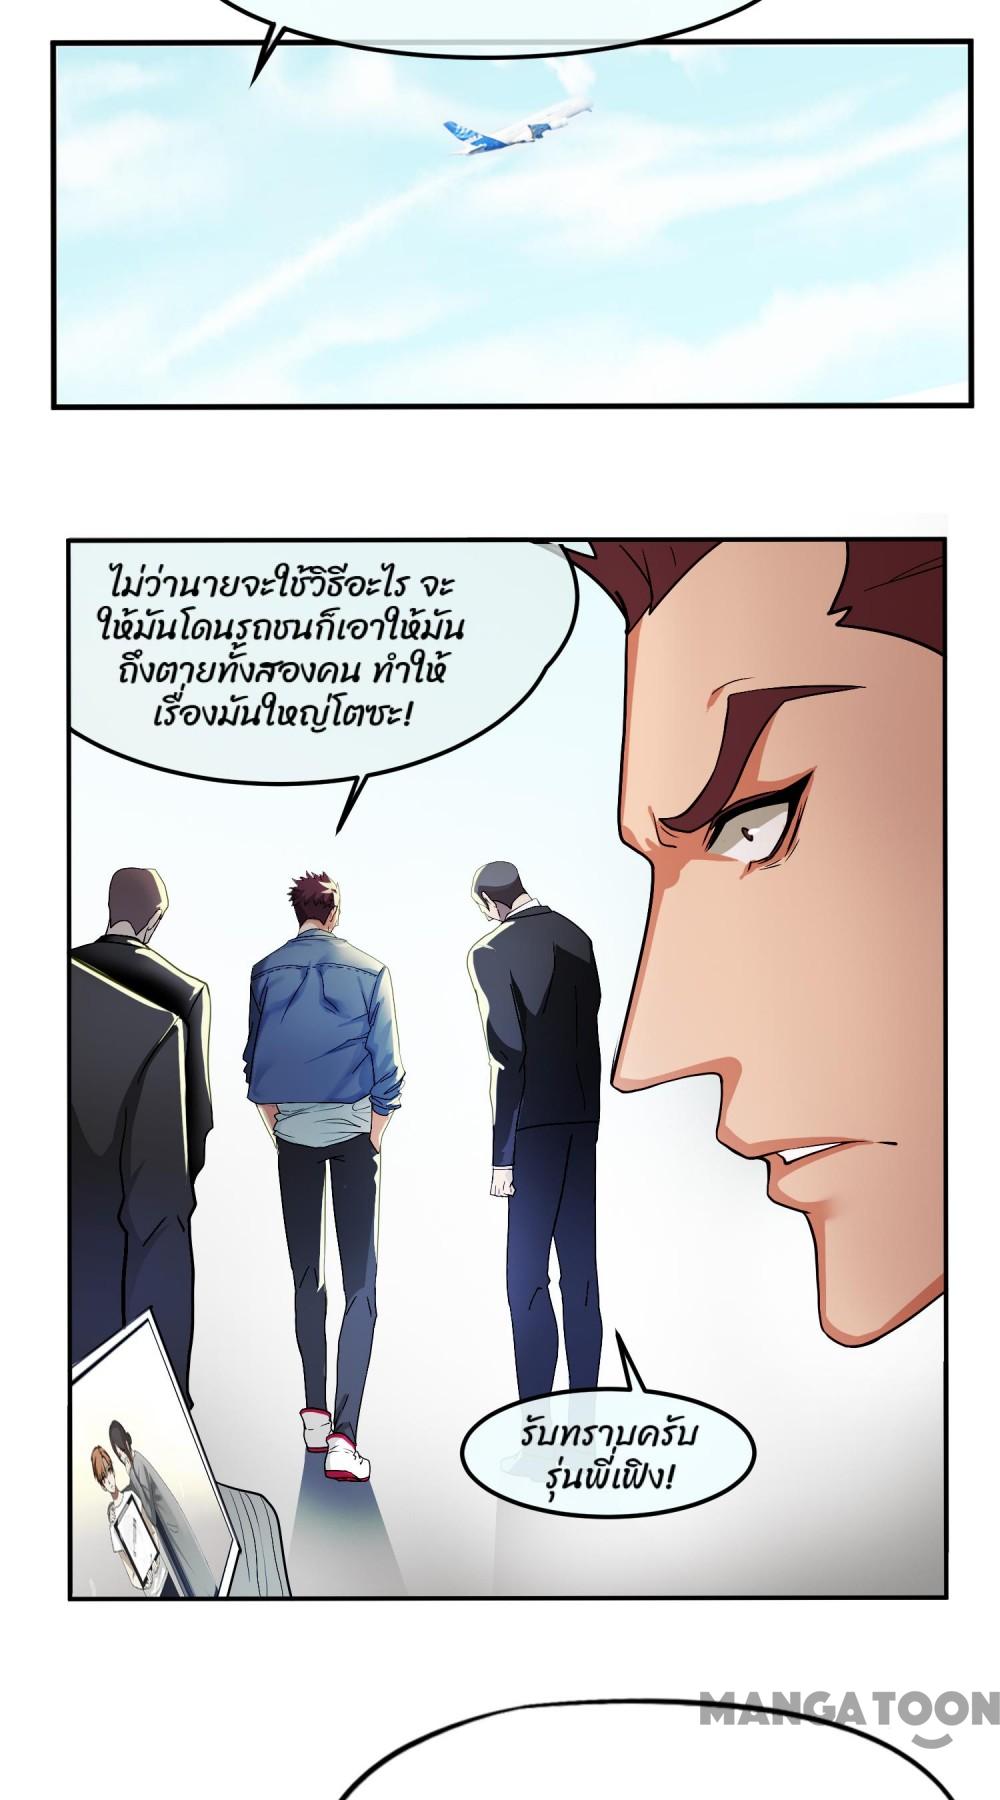 ไม่ว่านายจะใช้วิธีอะไร จะ
ให้มันโดนรถชนก็เอาให้มัน
ถึงตายทั้งสองคน ทำให้
เรื่องมันใหญ่โตซะ!
รับทราบครับ
รุ่นพี่เฟิง!
MANGATOON